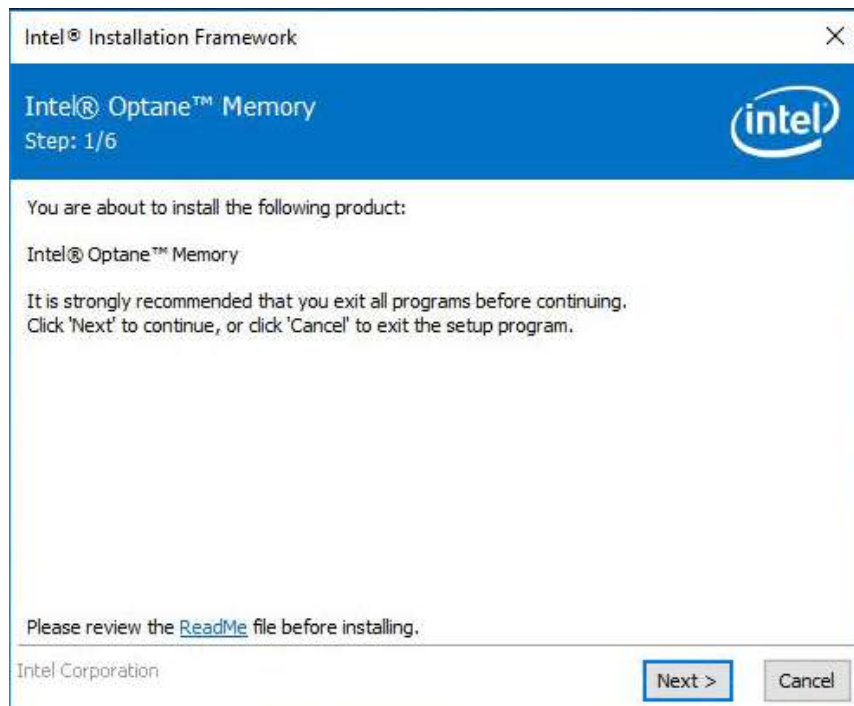 Intel® Installation Framework
Intel® Optane™ Memory
Step: 1/6
intel
You are about to install the following product:
Intel® Optane™ Memory
It is strongly recommended that you exit all programs before continuing.
Click 'Next' to continue, or click 'Cancel' to exit the setup program.
Please review the ReadMe file before installing.
Intel Corporation
Next >
Cancel